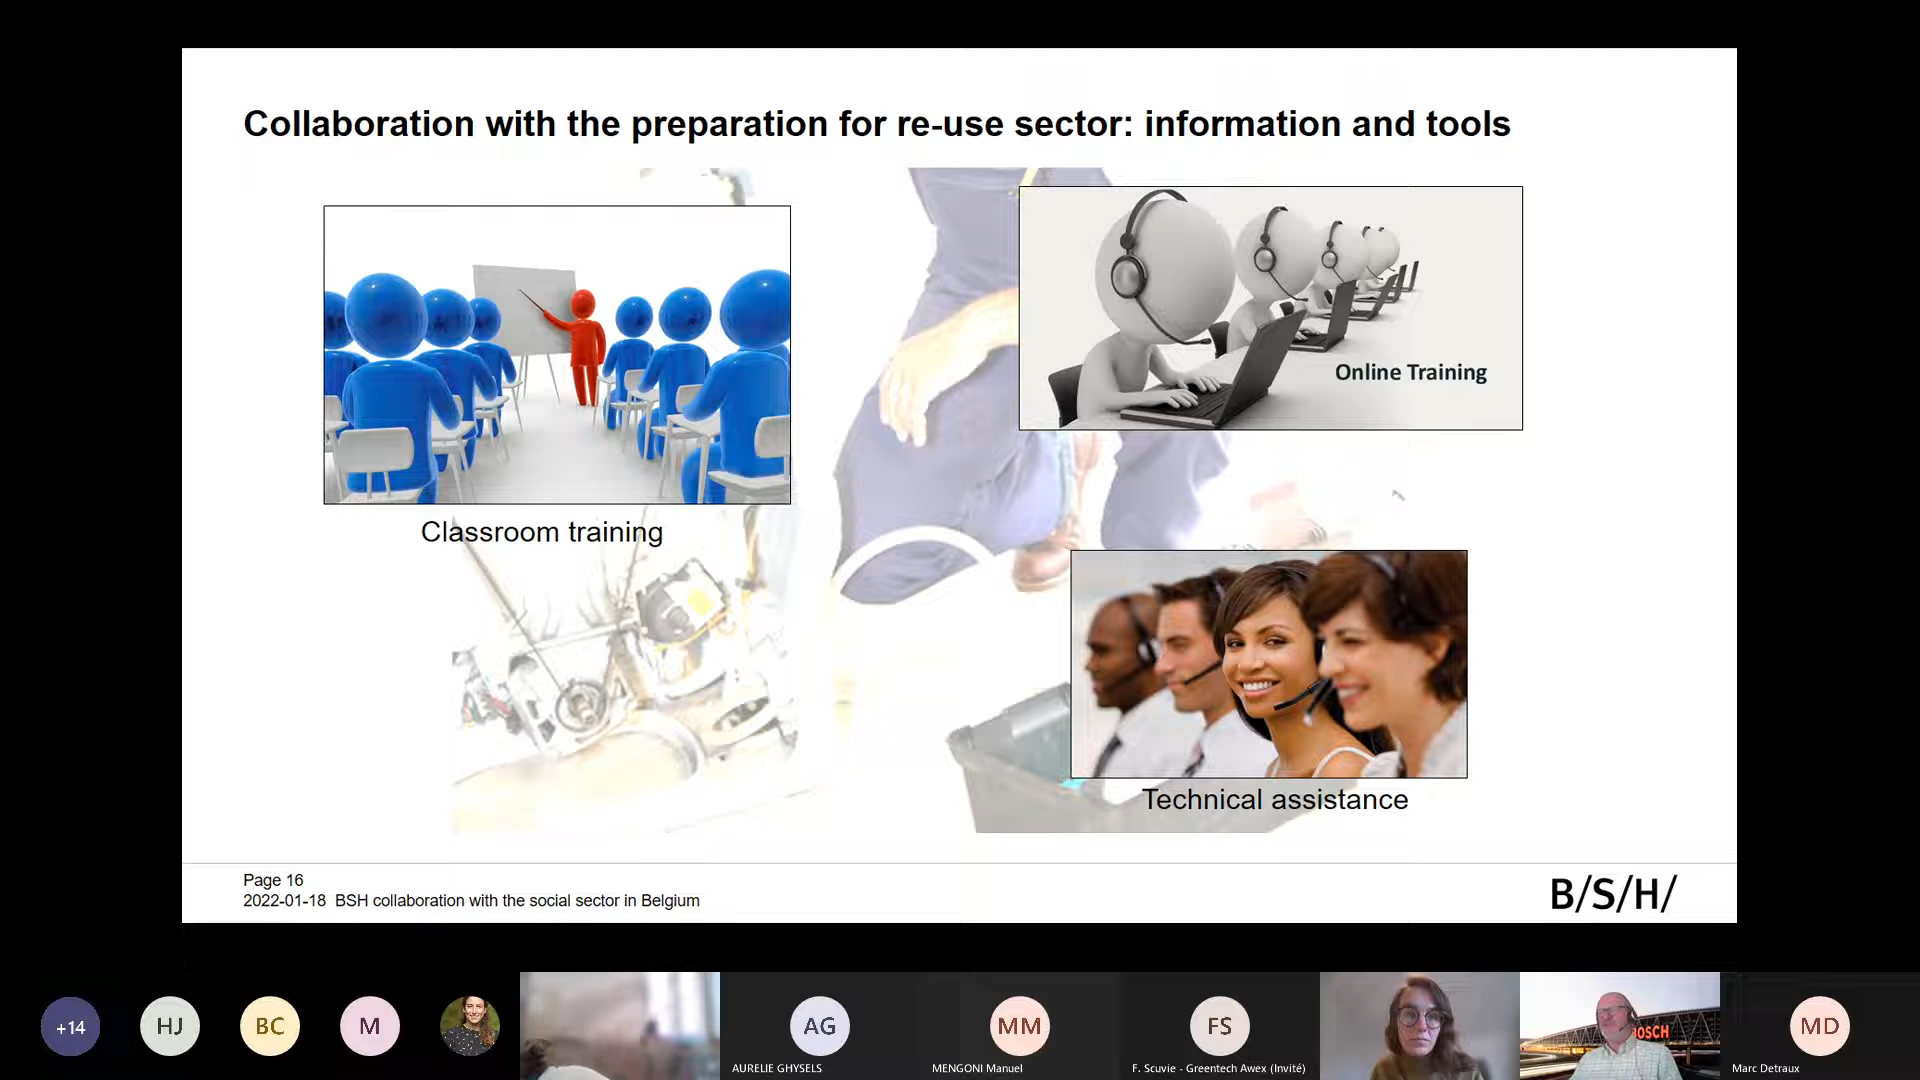 Collaboration with the preparation for re-use sector: information and tools
Online Training
Classroom training
Technical assistance
Page 16
2022-01-18 BSH collaboration with the social sector in Belgium
B/S/H/
+14
HJ
BC
M
AG
MM
FS
BOSCH
MD
AURELIE GHYSELS
MENGONI Manuel
F. Scuvie - Greentech Awex (Invité)
Marc Detraux